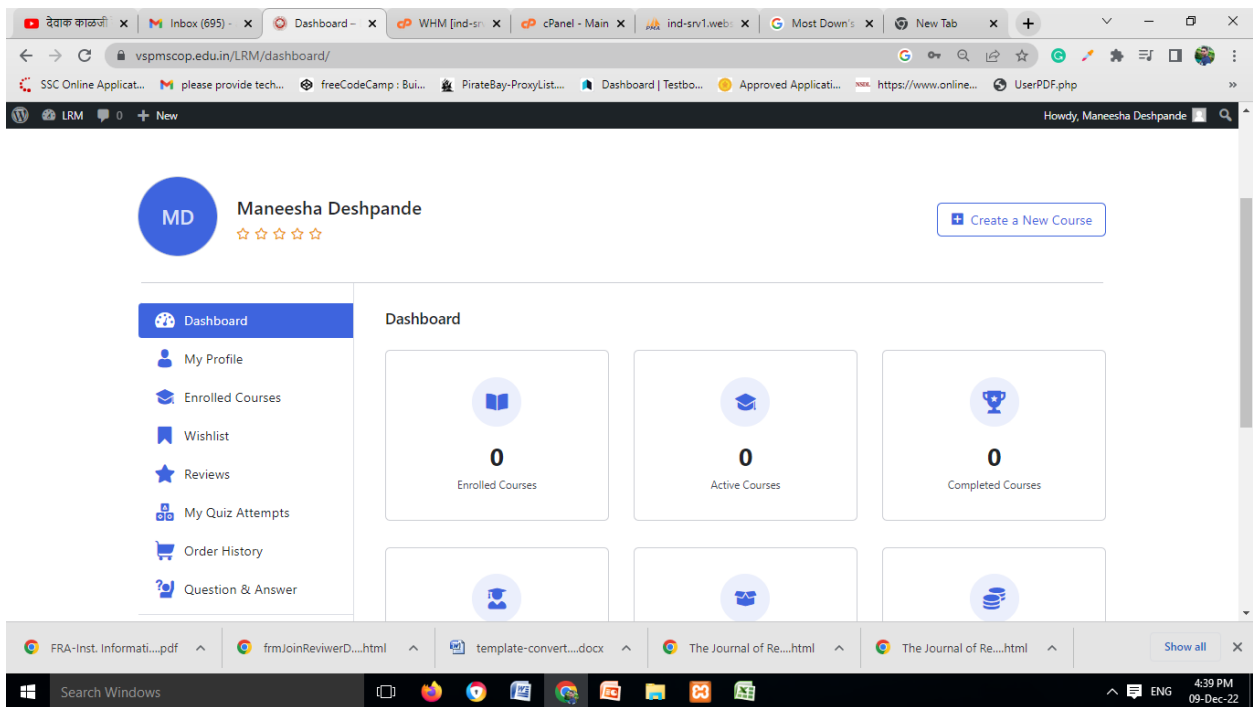 देवाक काळजी
Inbox (695) -
Dashboard –
WHM [ind-sr
cPanel - Main
ind-srv1.web
Most Down's
New Tab
vspmscop.edu.in/LRM/dashboard/
SSC Online Applicat...
please provide tech...
freeCodeCamp : Bui...
PirateBay-ProxyList....
Dashboard | Testbo...
Approved Applicati...
https://www.online...
UserPDF.php
»
LRM
0
+ New
Howdy, Maneesha Deshpande
MD
Maneesha Deshpande
Create a New Course
Dashboard
My Profile
Enrolled Courses
Wishlist
Reviews
My Quiz Attempts
Order History
Question & Answer
Dashboard
0
Enrolled Courses
0
Active Courses
0
Completed Courses
FRA-Inst. Informati....pdf
frmJoinReviwerD....html
template-convert....docx
The Journal of Re....html
The Journal of Re....html
Show all
Search Windows
ENG
4:39 PM
09-Dec-22